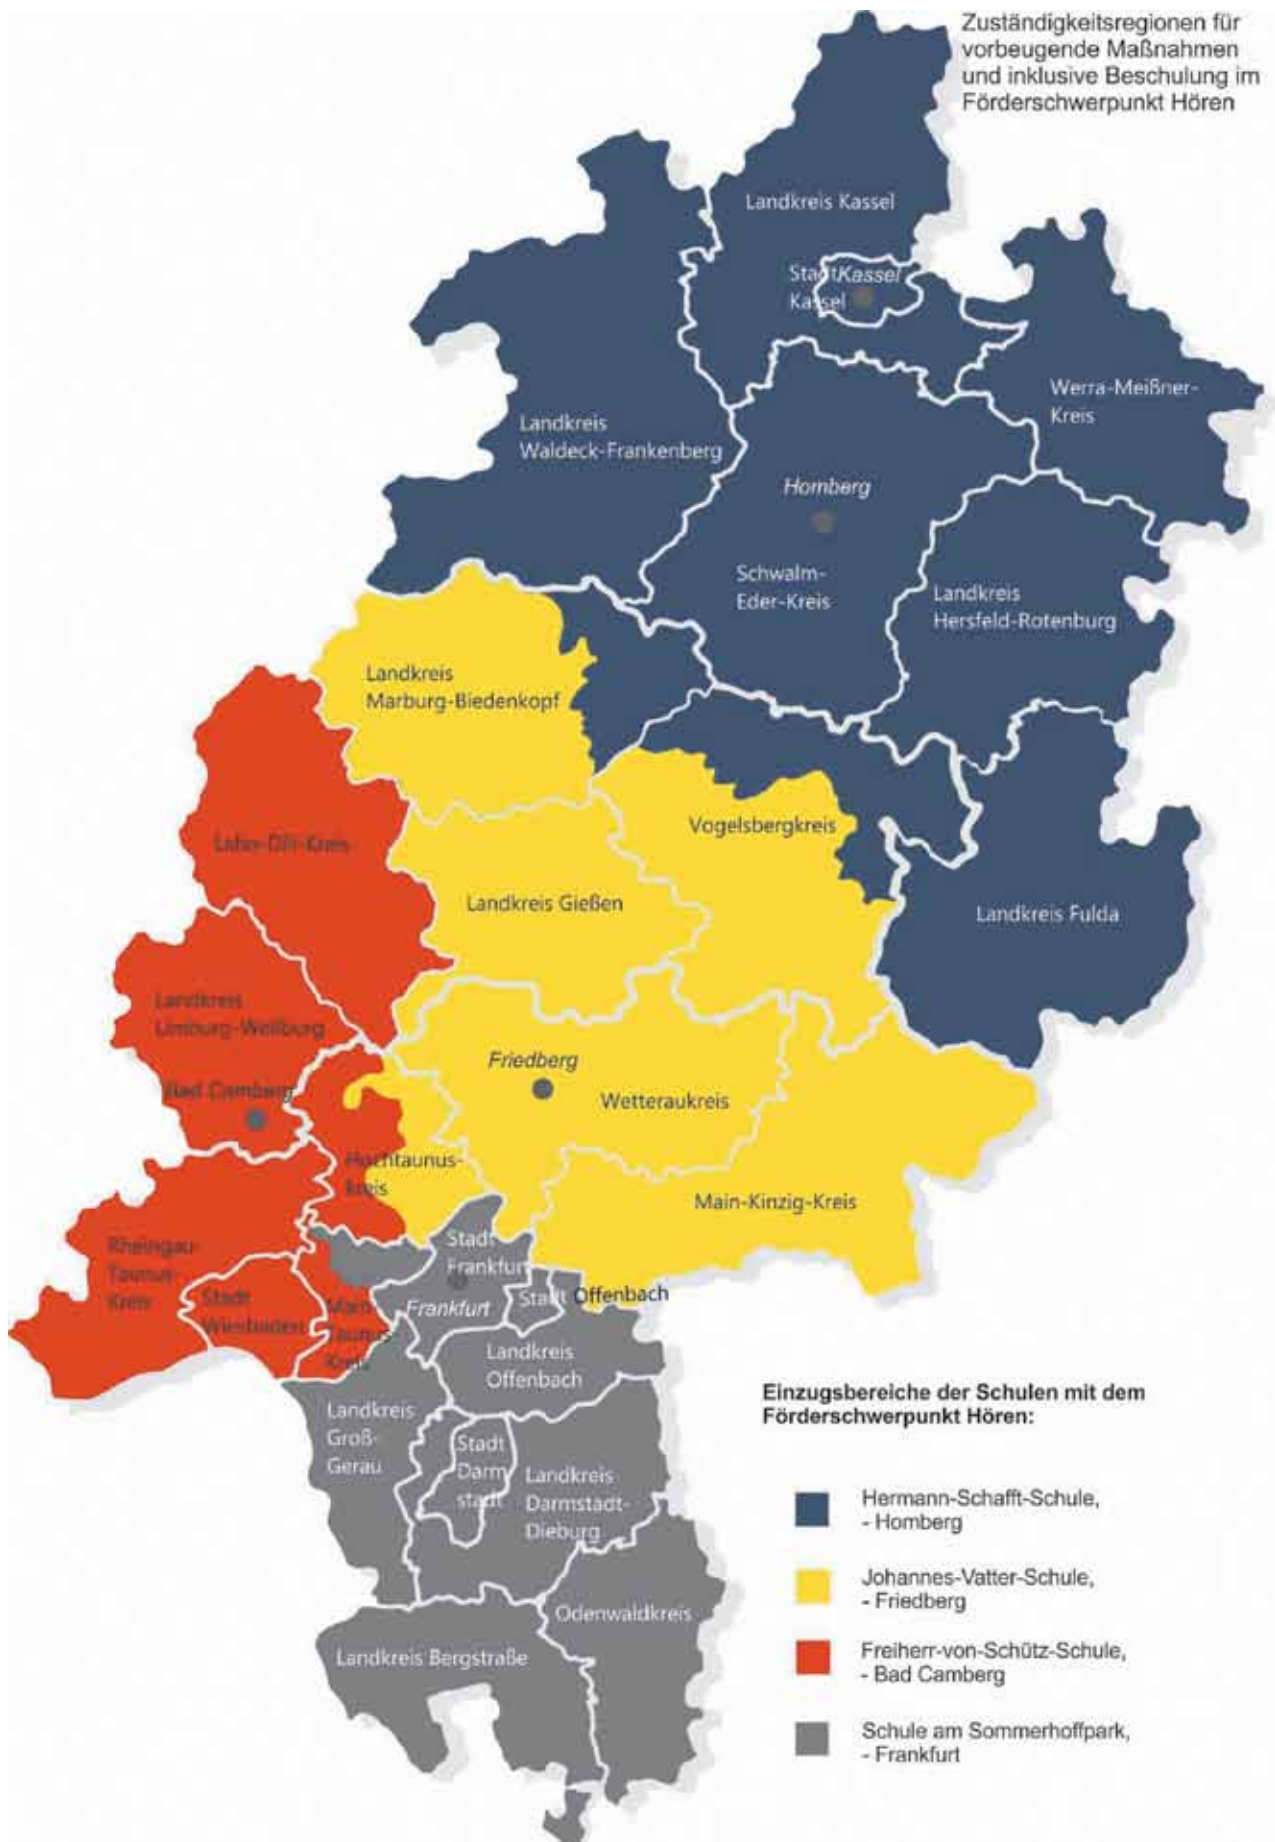 Zuständigkeitsregionen für
vorbeugende Maßnahmen
und inklusive Beschulung im
Förderschwerpunkt Hören
Landkreis Kassel
Stadt
Kassel
Kassel
Werra-Meißner-
Kreis
Landkreis
Waldeck-Frankenberg
Homberg
Schwalm-
Eder-Kreis
Landkreis
Hersfeld-Rotenburg
Landkreis
Marburg-Biedenkopf
Vogelsbergkreis
Lahn-Dill-Kreis
Landkreis Gießen
Landkreis Fulda
Landkreis
Limburg-Weilburg
Bad Camberg
Friedberg
Wetteraukreis
Hochtaunus-
kreis
Main-Kinzig-Kreis
Rheingau-
Taunus-
Kreis
Stadt
Wiesbaden
Main-
Taunus-
Kreis
Stadt
Frankfurt
Frankfurt
Stadt Offenbach
Landkreis
Offenbach
Landkreis
Groß-
Gerau
Stadt
Darm
stadt
Landkreis
Darmstadt-
Dieburg
Odenwaldkreis
Landkreis Bergstraße
Einzugsbereiche der Schulen mit dem
Förderschwerpunkt Hören:
Hermann-Schafft-Schule,
- Homberg
Johannes-Vatter-Schule,
- Friedberg
Freiherr-von-Schütz-Schule,
- Bad Camberg
Schule am Sommerhoffpark,
- Frankfurt